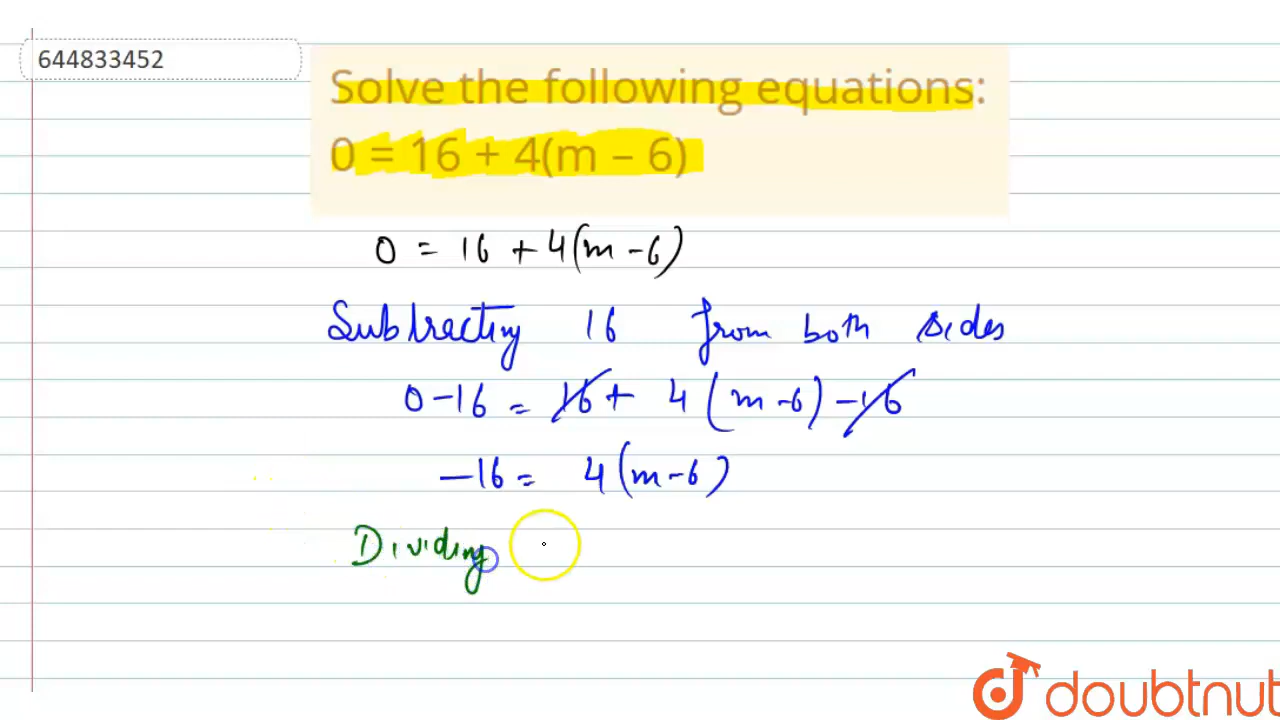 644833452
Solve the following equations:
0 = 16 + 4(m – 6)
0 = 16 + 4(m - 6)
Subtracting 16 from both sides
0 - 16 = 16 + 4 (m - 6) - 16
- 16 = 4 (m - 6)
Dividing
doubtnut